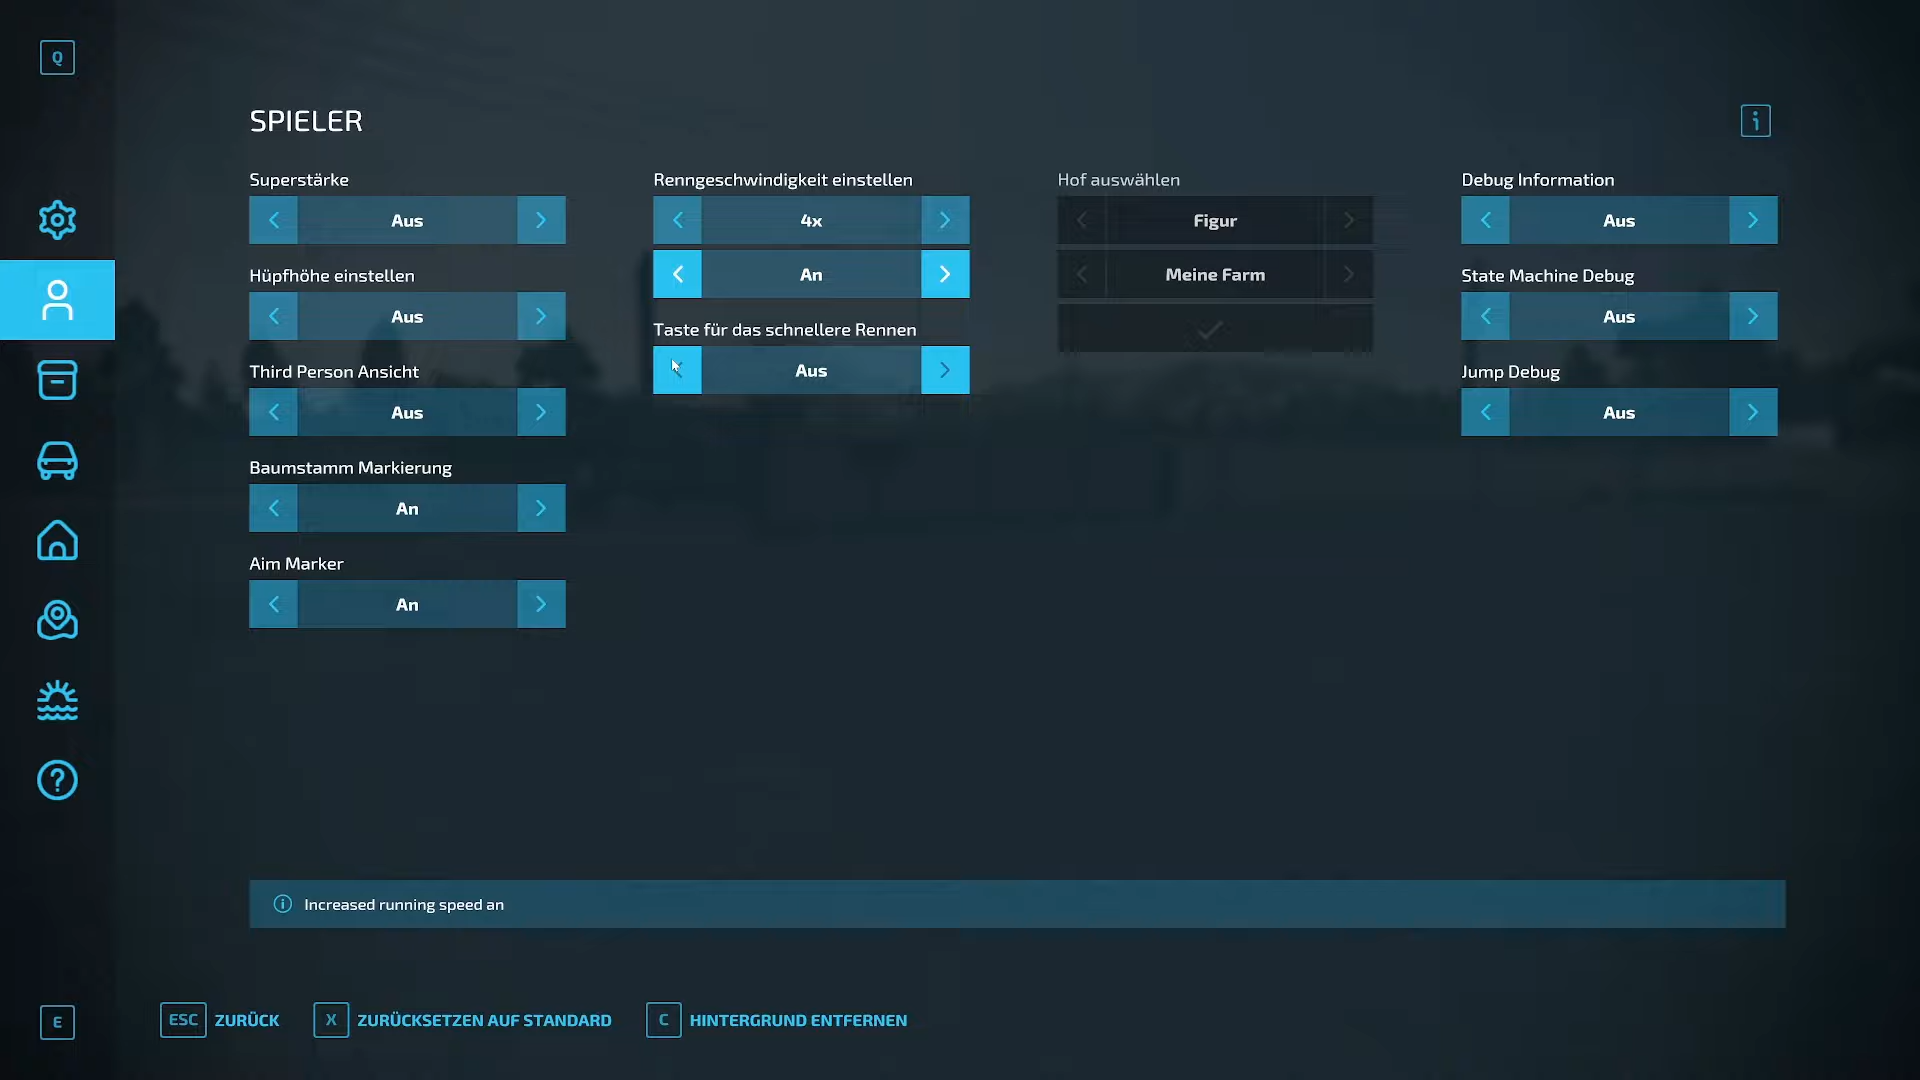 Q
SPIELER
Superstärke
Aus
Hüpfhöhe einstellen
Aus
Third Person Ansicht
Aus
Baumstamm Markierung
An
Aim Marker
An
Renngeschwindigkeit einstellen
4x
An
Taste für das schnellere Rennen
Aus
Hof auswählen
Figur
Meine Farm
Debug Information
Aus
State Machine Debug
Aus
Jump Debug
Aus
Increased running speed an
E
ESC ZURÜCK X ZURÜCKSETZEN AUF STANDARD C HINTERGRUND ENTFERNEN